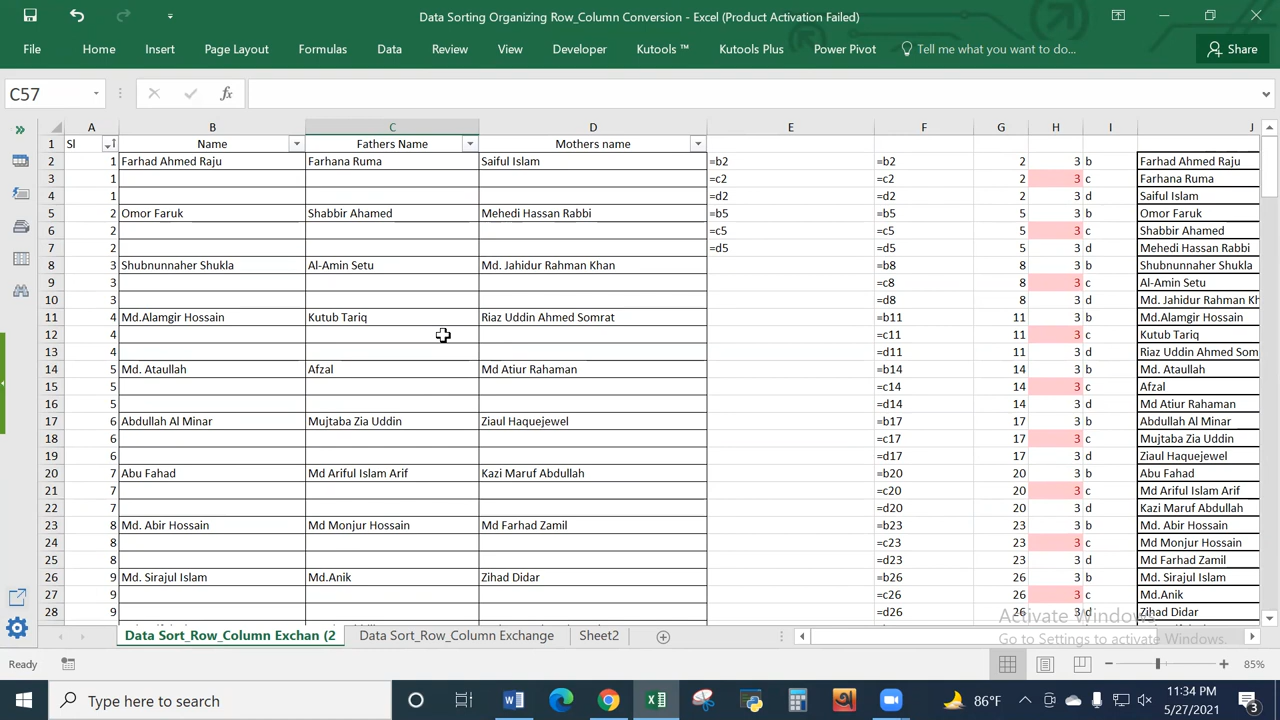 Data Sorting Organizing Row_Column Conversion - Excel (Product Activation Failed)
File Home Insert Page Layout Formulas Data Review View Developer Kutools ™ Kutools Plus Power Pivot Tell me what you want to do... Share
C57 fx
A B C D E F G H I J
1 Sl Name Fathers Name Mothers name
2 1 Farhad Ahmed Raju Farhana Ruma Saiful Islam =b2 =b2 2 3 b Farhad Ahmed Raju
3 1 =c2 =c2 2 3 c Farhana Ruma
4 1 =d2 =d2 2 3 d Saiful Islam
5 2 Omor Faruk Shabbir Ahamed Mehedi Hassan Rabbi =b5 =b5 5 3 b Omor Faruk
6 2 =c5 =c5 5 3 c Shabbir Ahamed
7 2 =d5 =d5 5 3 d Mehedi Hassan Rabbi
8 3 Shubnunnaher Shukla Al-Amin Setu Md. Jahidur Rahman Khan =b8 8 3 b Shubnunnaher Shukla
9 3 =c8 8 3 c Al-Amin Setu
10 3 =d8 8 3 d Md. Jahidur Rahman Kh
11 4 Md.Alamgir Hossain Kutub Tariq Riaz Uddin Ahmed Somrat =b11 11 3 b Md.Alamgir Hossain
12 4 =c11 11 3 c Kutub Tariq
13 4 =d11 11 3 d Riaz Uddin Ahmed Som
14 5 Md. Ataullah Afzal Md Atiur Rahaman =b14 14 3 b Md. Ataullah
15 5 =c14 14 3 c Afzal
16 5 =d14 14 3 d Md Atiur Rahaman
17 6 Abdullah Al Minar Mujtaba Zia Uddin Ziaul Haquejewel =b17 17 3 b Abdullah Al Minar
18 6 =c17 17 3 c Mujtaba Zia Uddin
19 6 =d17 17 3 d Ziaul Haquejewel
20 7 Abu Fahad Md Ariful Islam Arif Kazi Maruf Abdullah =b20 20 3 b Abu Fahad
21 7 =c20 20 3 c Md Ariful Islam Arif
22 7 =d20 20 3 d Kazi Maruf Abdullah
23 8 Md. Abir Hossain Md Monjur Hossain Md Farhad Zamil =b23 23 3 b Md. Abir Hossain
24 8 =c23 23 3 c Md Monjur Hossain
25 8 =d23 23 3 d Md Farhad Zamil
26 9 Md. Sirajul Islam Md.Anik Zihad Didar =b26 26 3 b Md. Sirajul Islam
27 9 =c26 26 3 c Md.Anik
28 9 =d26 26 3 d Zihad Didar
Activate Windows
Go to Settings to activate Windows.
Data Sort_Row_Column Exchan (2 Data Sort_Row_Column Exchange Sheet2
Ready 85%
Type here to search 86°F 11:34 PM
5/27/2021 3